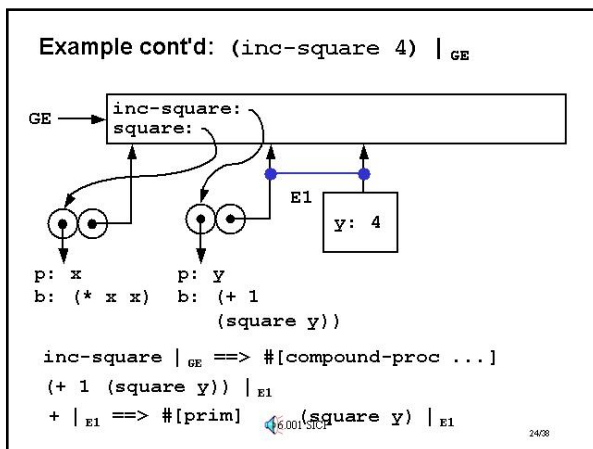 Example cont'd: (inc-square 4) | GE
inc-square:
square:
GE
E1
y: 4
p: x
b: (* x x)
p: y
b: (+ 1
(square y))
inc-square | GE ==> #[compound-proc ...]
(+ 1 (square y)) | E1
+ | E1 ==> #[prim] (square y) | E1
6.001 SICP
24/38